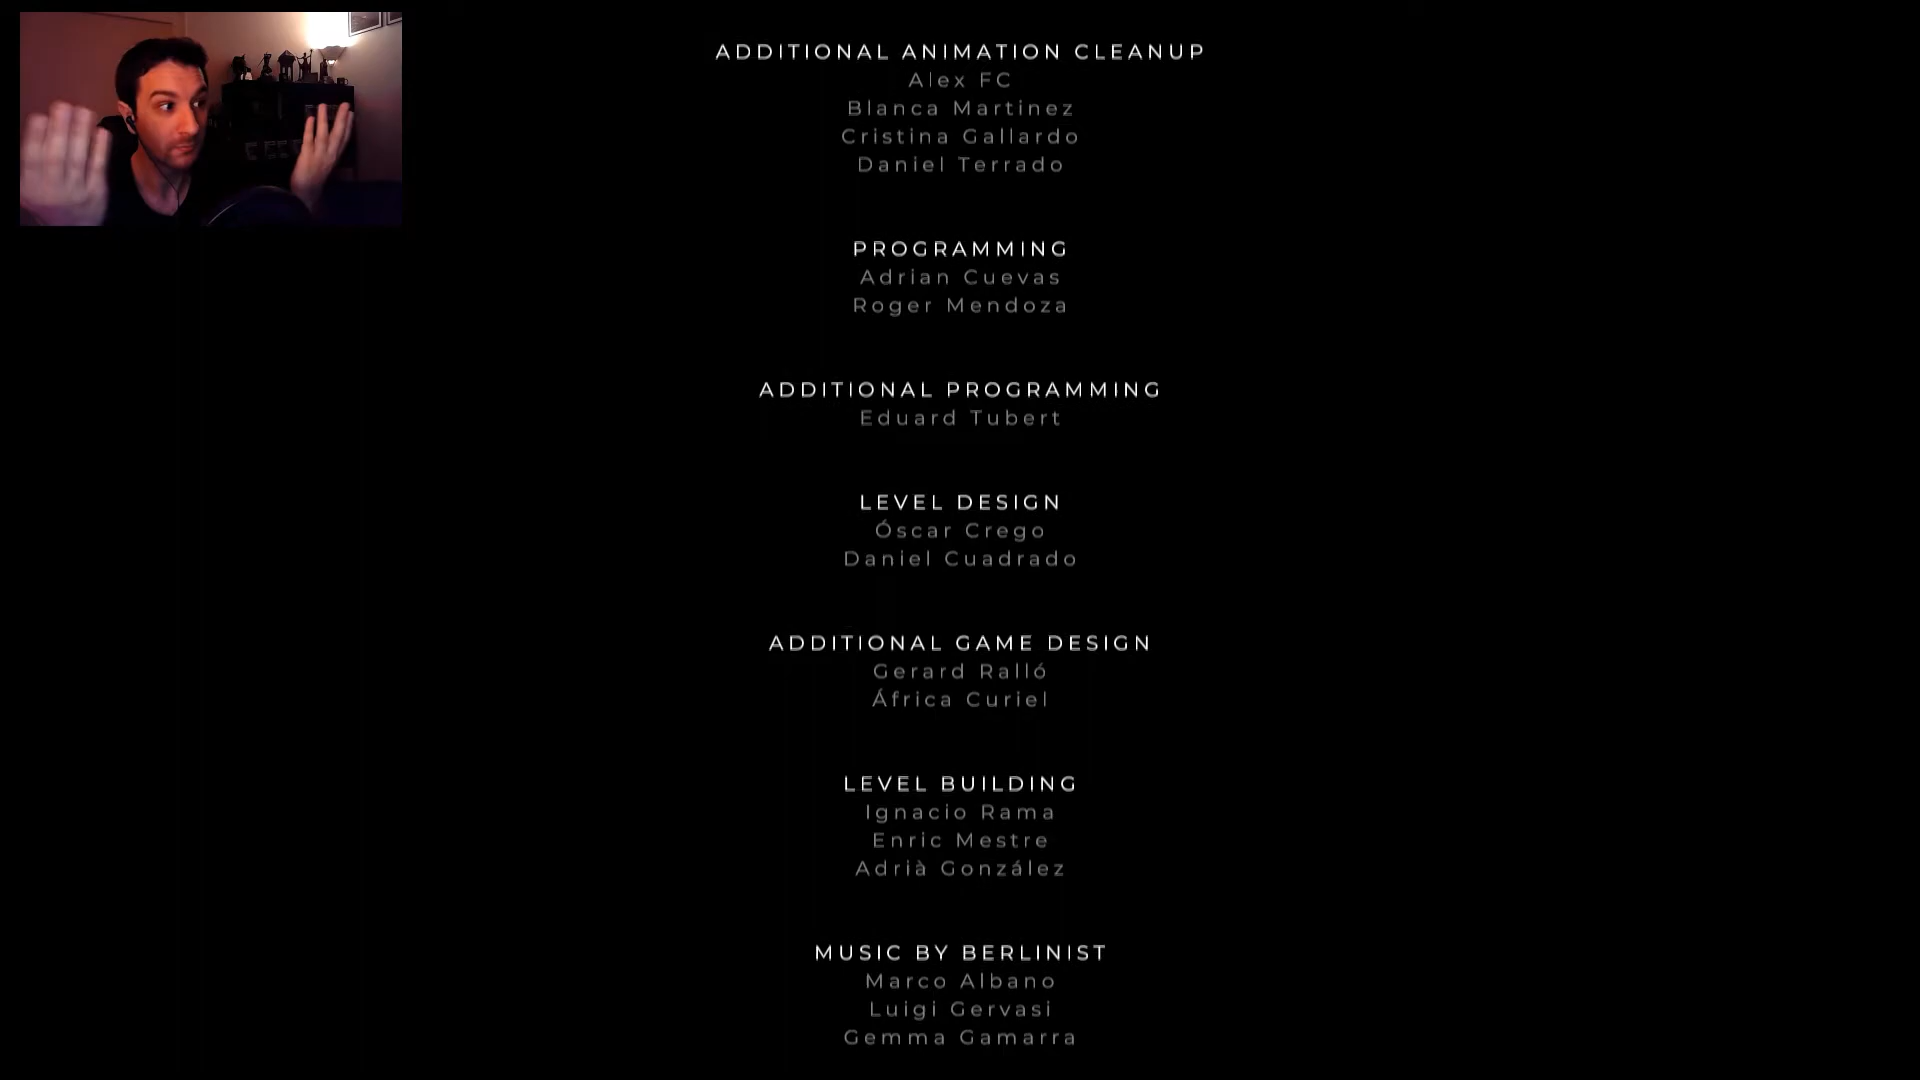 ADDITIONAL ANIMATION CLEANUP
Alex FC
Blanca Martinez
Cristina Gallardo
Daniel Terrado
PROGRAMMING
Adrian Cuevas
Roger Mendoza
ADDITIONAL PROGRAMMING
Eduard Tubert
LEVEL DESIGN
Óscar Crego
Daniel Cuadrado
ADDITIONAL GAME DESIGN
Gerard Ralló
África Curiel
LEVEL BUILDING
Ignacio Rama
Enric Mestre
Adrià González
MUSIC BY BERLINIST
Marco Albano
Luigi Gervasi
Gemma Gamarra